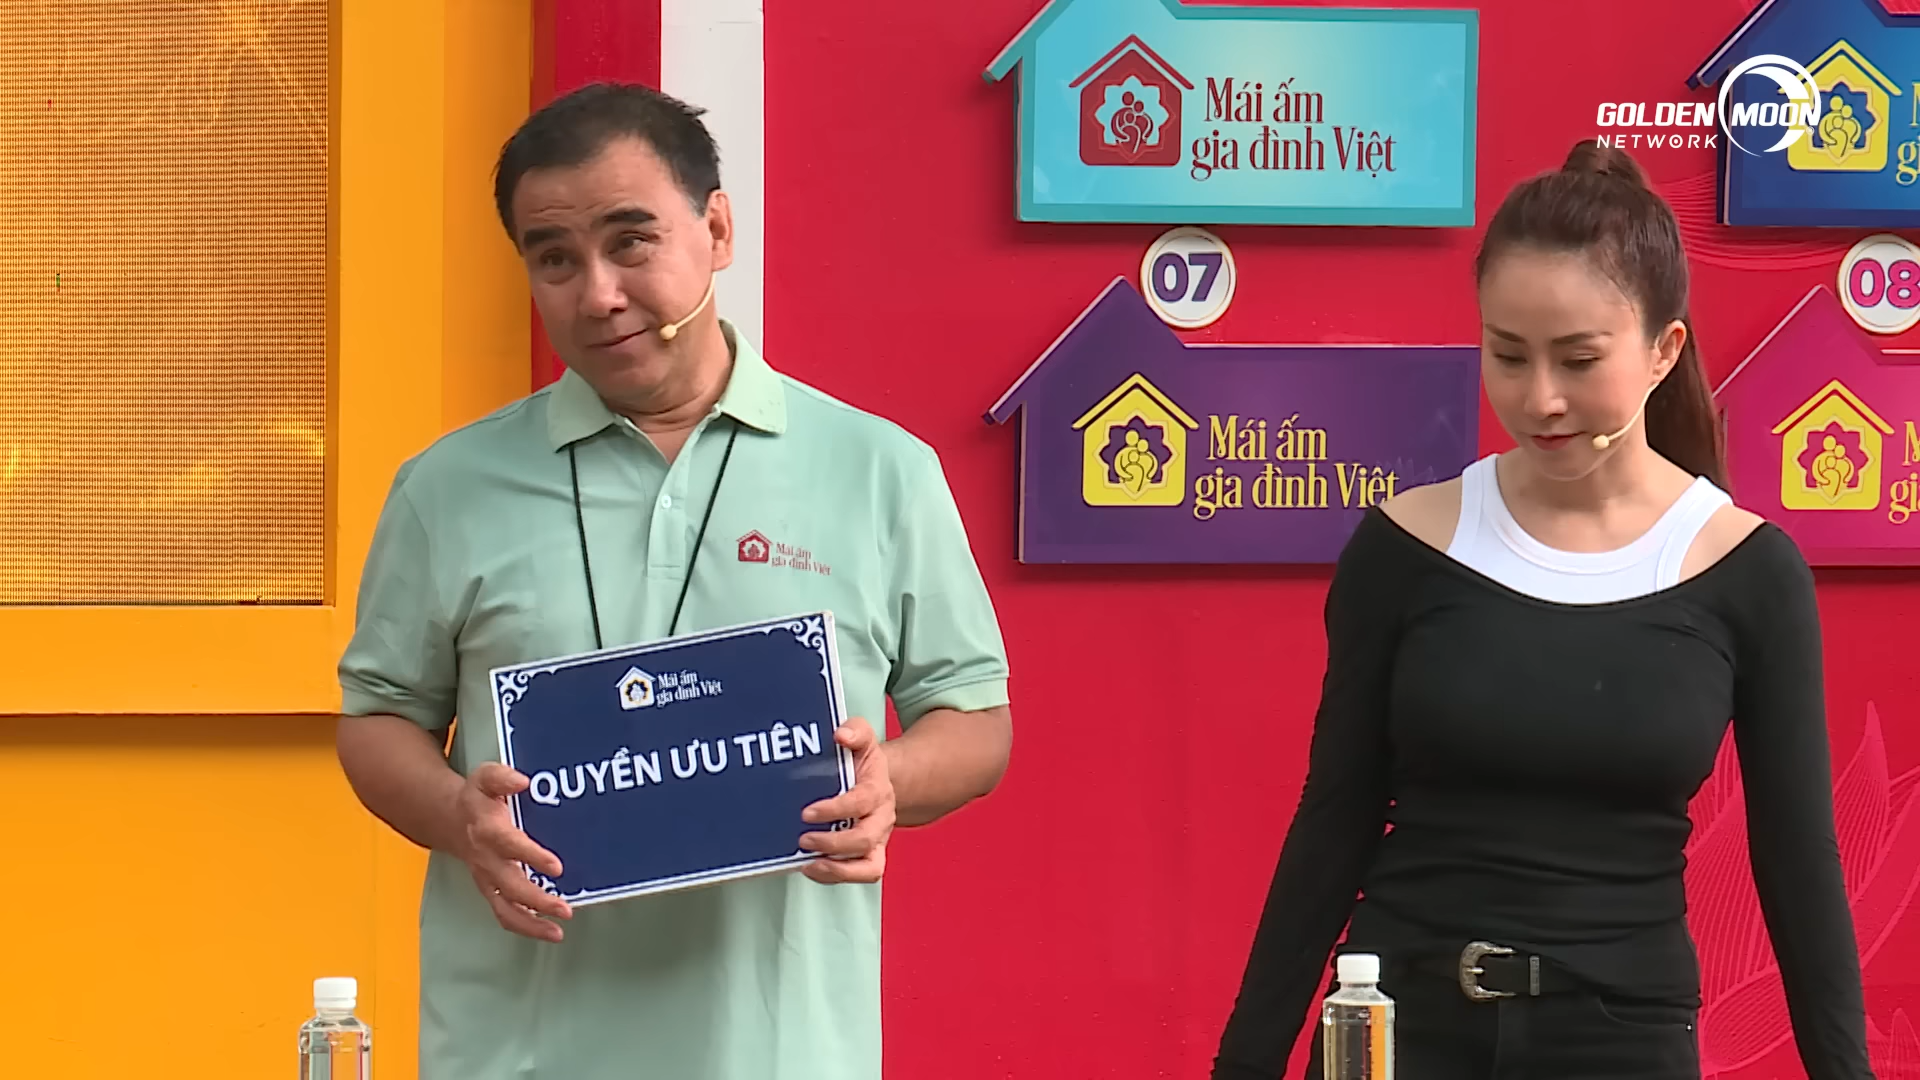 Mái ấm
gia đình Việt
GOLDEN MOON
NETWORK
07
08
Mái ấm
gia đình Việt
Mái ấm
gia đình Việt
Mái ấm
gia đình Việt
QUYỀN ƯU TIÊN